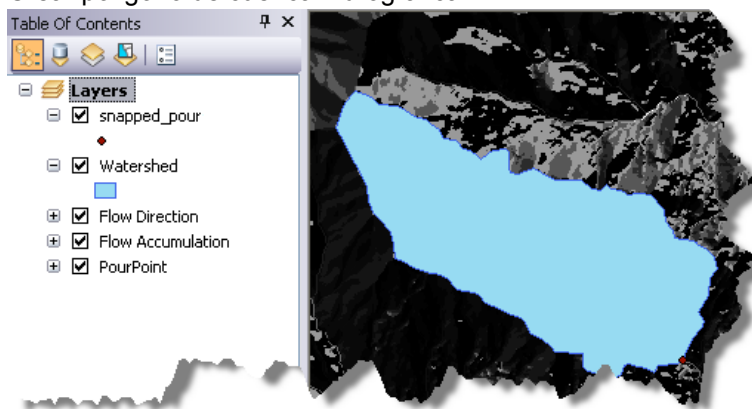 Table Of Contents
Layers
snapped_pour
Watershed
Flow Direction
Flow Accumulation
PourPoint